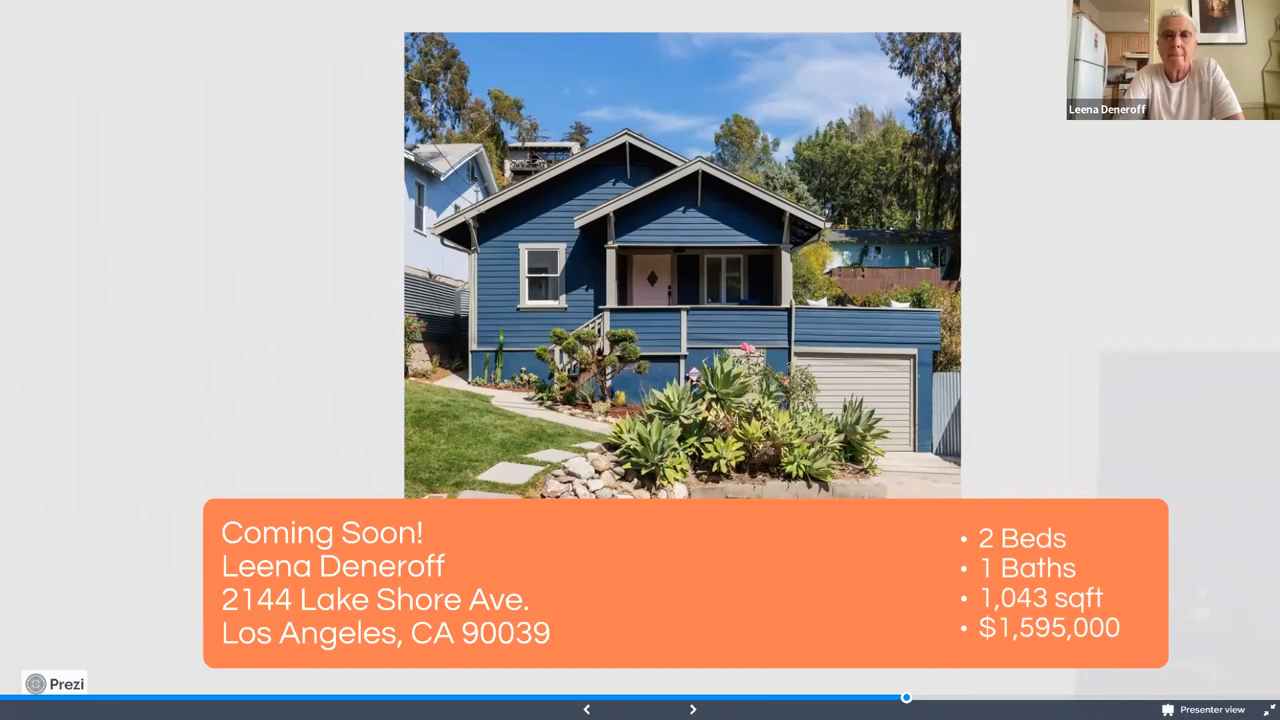 Leena Deneroff
Coming Soon!
Leena Deneroff
2144 Lake Shore Ave.
Los Angeles, CA 90039
• 2 Beds
• 1 Baths
• 1,043 sqft
• $1,595,000
Prezi
Presenter view